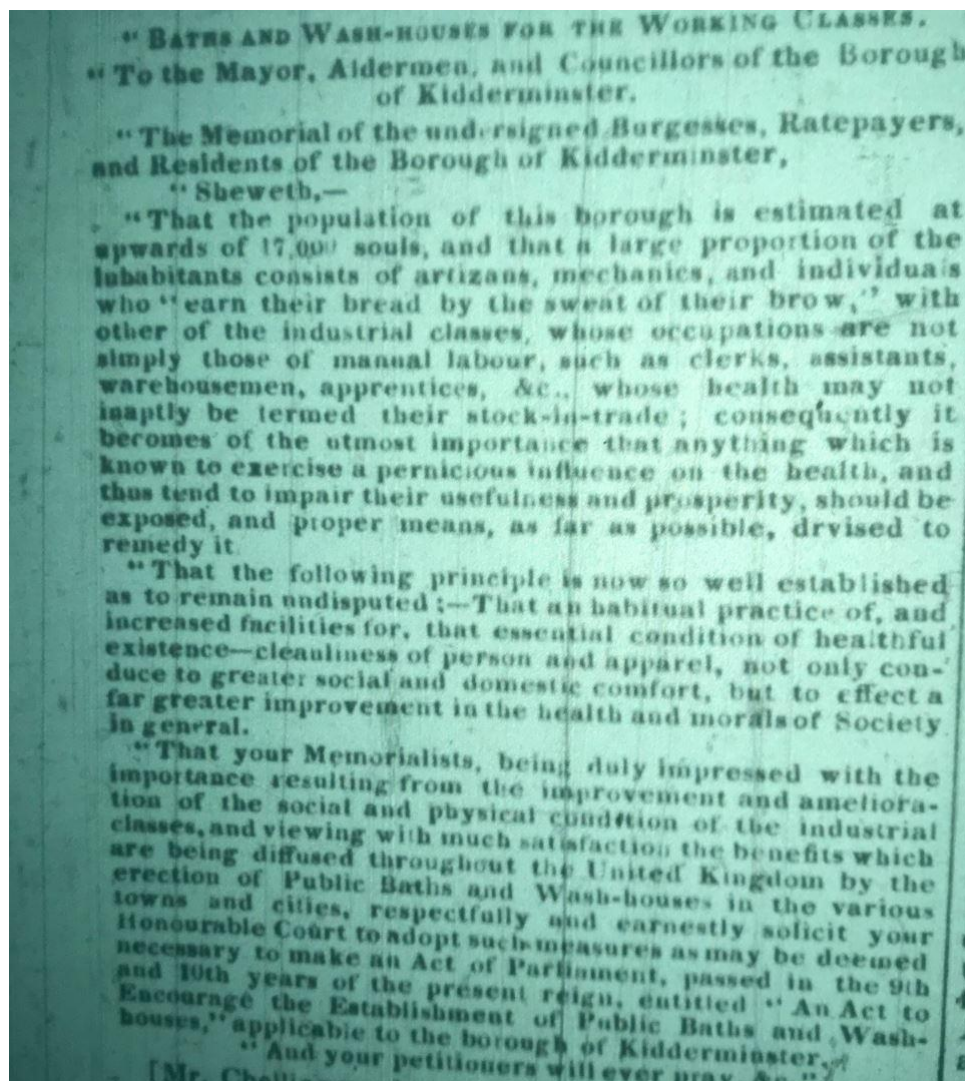 " BATHS AND WASH-HOUSES FOR THE WORKING CLASSES.
" To the Mayor, Aldermen, and Councillors of the Borough
of Kidderminster.
" The Memorial of the undersigned Burgesses, Ratepayers,
and Residents of the Borough of Kidderminster,
" Sheweth,—
" That the population of this borough is estimated at
upwards of 17,000 souls, and that a large proportion of the
Inhabitants consists of artizans, mechanics, and individuals
who " earn their bread by the sweat of their brow," with
other of the industrial classes, whose occupations are not
simply those of manual labour, such as clerks, assistants,
warehousemen, apprentices, &c., whose health may not
inaptly be termed their stock-in-trade ; consequently it
becomes of the utmost importance that anything which is
known to exercise a pernicious influence on the health, and
thus tend to impair their usefulness and prosperity, should be
exposed, and proper means, as far as possible, drvised to
remedy it
" That the following principle is now so well established
as to remain undisputed :—That an habitual practice of, and
increased facilities for, that essential condition of healthful
existence—cleanliness of person and apparel, not only con-
duce to greater social and domestic comfort, but to effect a
far greater improvement in the health and morals of Society
in general.
" That your Memorialists, being duly impressed with the
importance resulting from the improvement and ameliora-
tion of the social and physical condition of the industrial
classes, and viewing with much satisfaction the benefits which
are being diffused throughout the United Kingdom by the
erection of Public Baths and Wash-houses in the various
towns and cities, respectfully and earnestly solicit your
Honourable Court to adopt such measures as may be deemed
necessary to make an Act of Parliament, passed in the 9th
and 10th years of the present reign, entitled " An Act to
Encourage the Establishment of Public Baths and Wash-
houses," applicable to the borough of Kidderminster,
" And your petitioners will ever pray, &c."
[Mr.